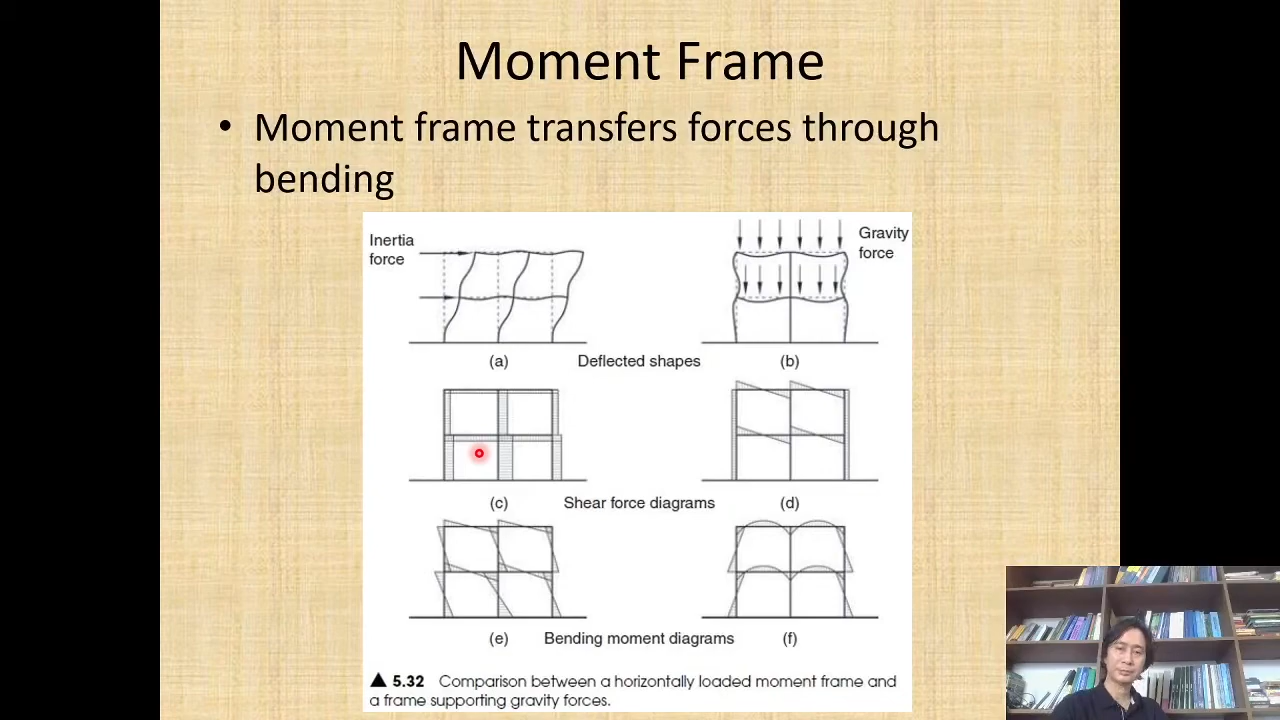 Moment Frame
• Moment frame transfers forces through
bending
Inertia
force
Gravity
force
(a) Deflected shapes (b)
(c) Shear force diagrams (d)
(e) Bending moment diagrams (f)
▲ 5.32 Comparison between a horizontally loaded moment frame and
a frame supporting gravity forces.